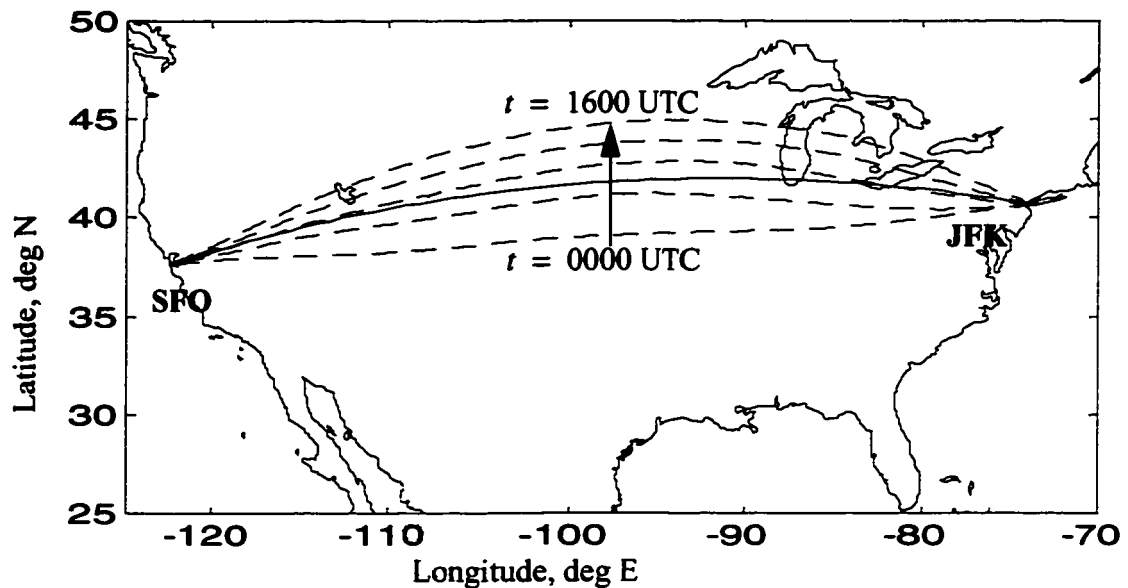 50
45
40
35
30
25
Latitude, deg N
t = 1600 UTC
t = 0000 UTC
SFO
JFK
-120
-110
-100
-90
-80
-70
Longitude, deg E